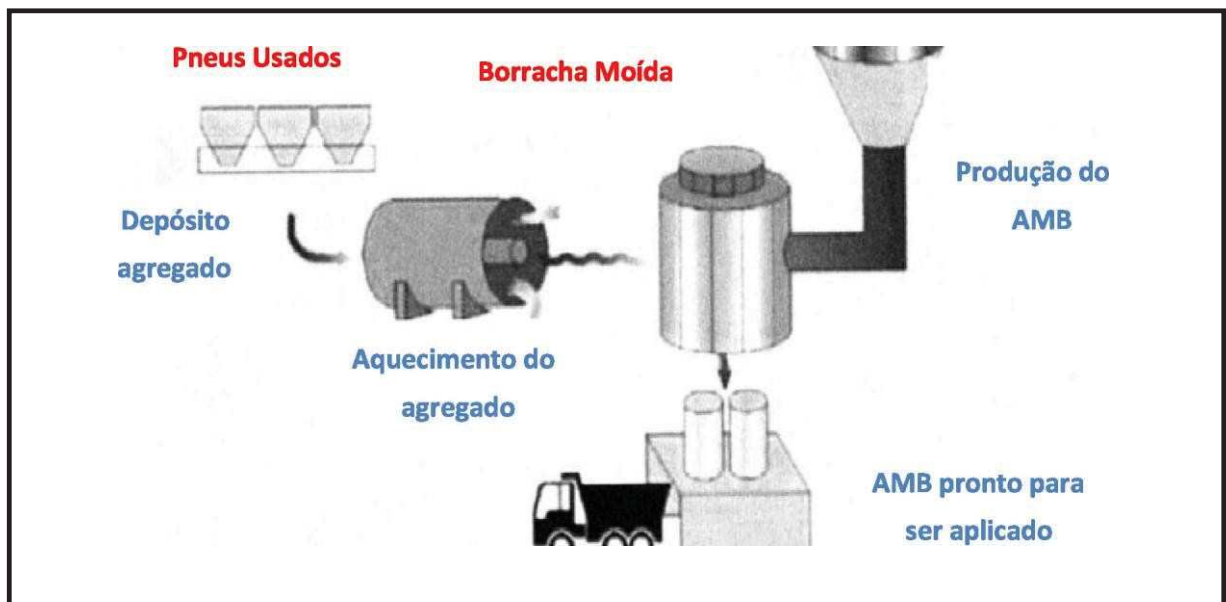 Pneus Usados
Borracha Moída
Produção do
AMB
Depósito
agregado
Aquecimento do
agregado
AMB pronto para
ser aplicado